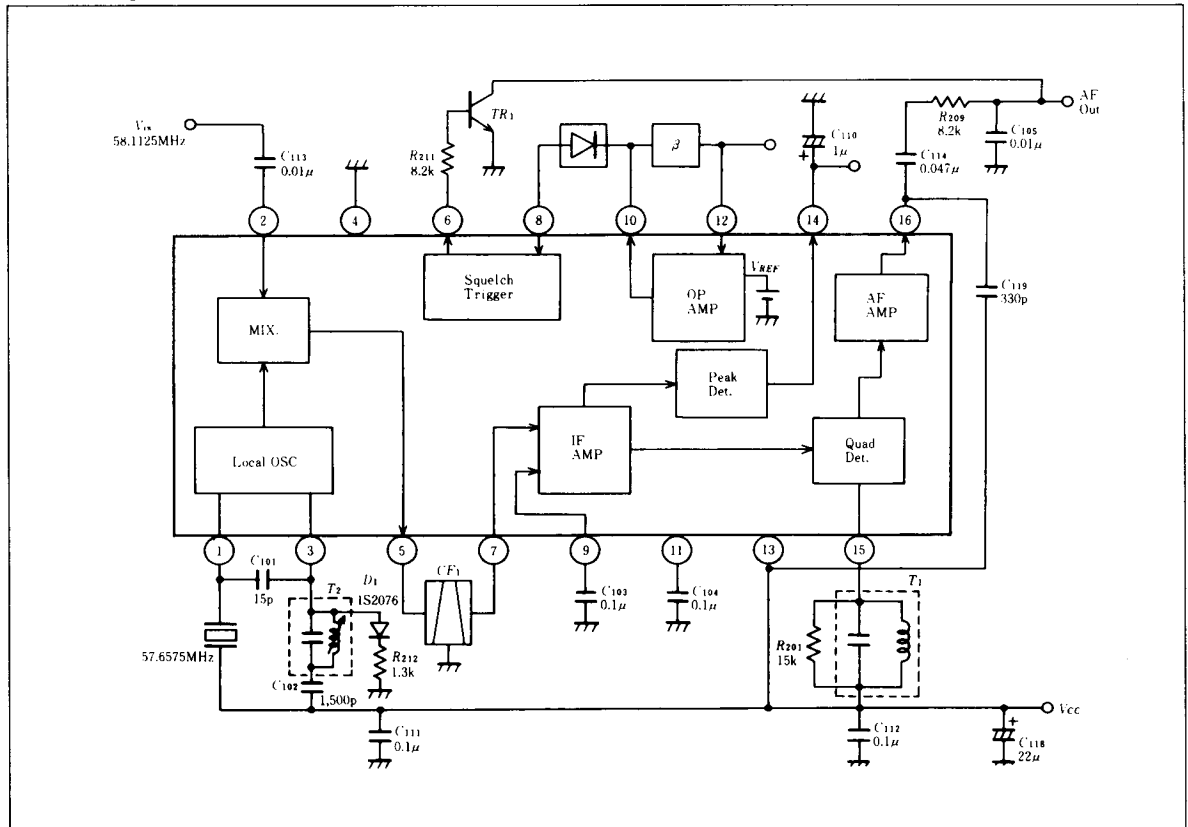 TR1
AF
Out
Vin
58.1125MHz
R209
8.2k
C113
0.01μ
R211
8.2k
β
C110
1μ
+
C114
0.047μ
C105
0.01μ
2
4
6
8
10
12
14
16
Squelch
Trigger
VREF
OP
AMP
AF
AMP
C119
330p
MIX.
Peak
Det.
IF
AMP
Quad
Det.
Local OSC
1
3
5
7
9
11
13
15
C101
15p
T2
D1
1S2076
CF1
C103
0.1μ
C104
0.1μ
T1
57.6575MHz
R212
1.3k
R201
15k
C102
1,500p
Vcc
C111
0.1μ
C112
0.1μ
+
C118
22μ